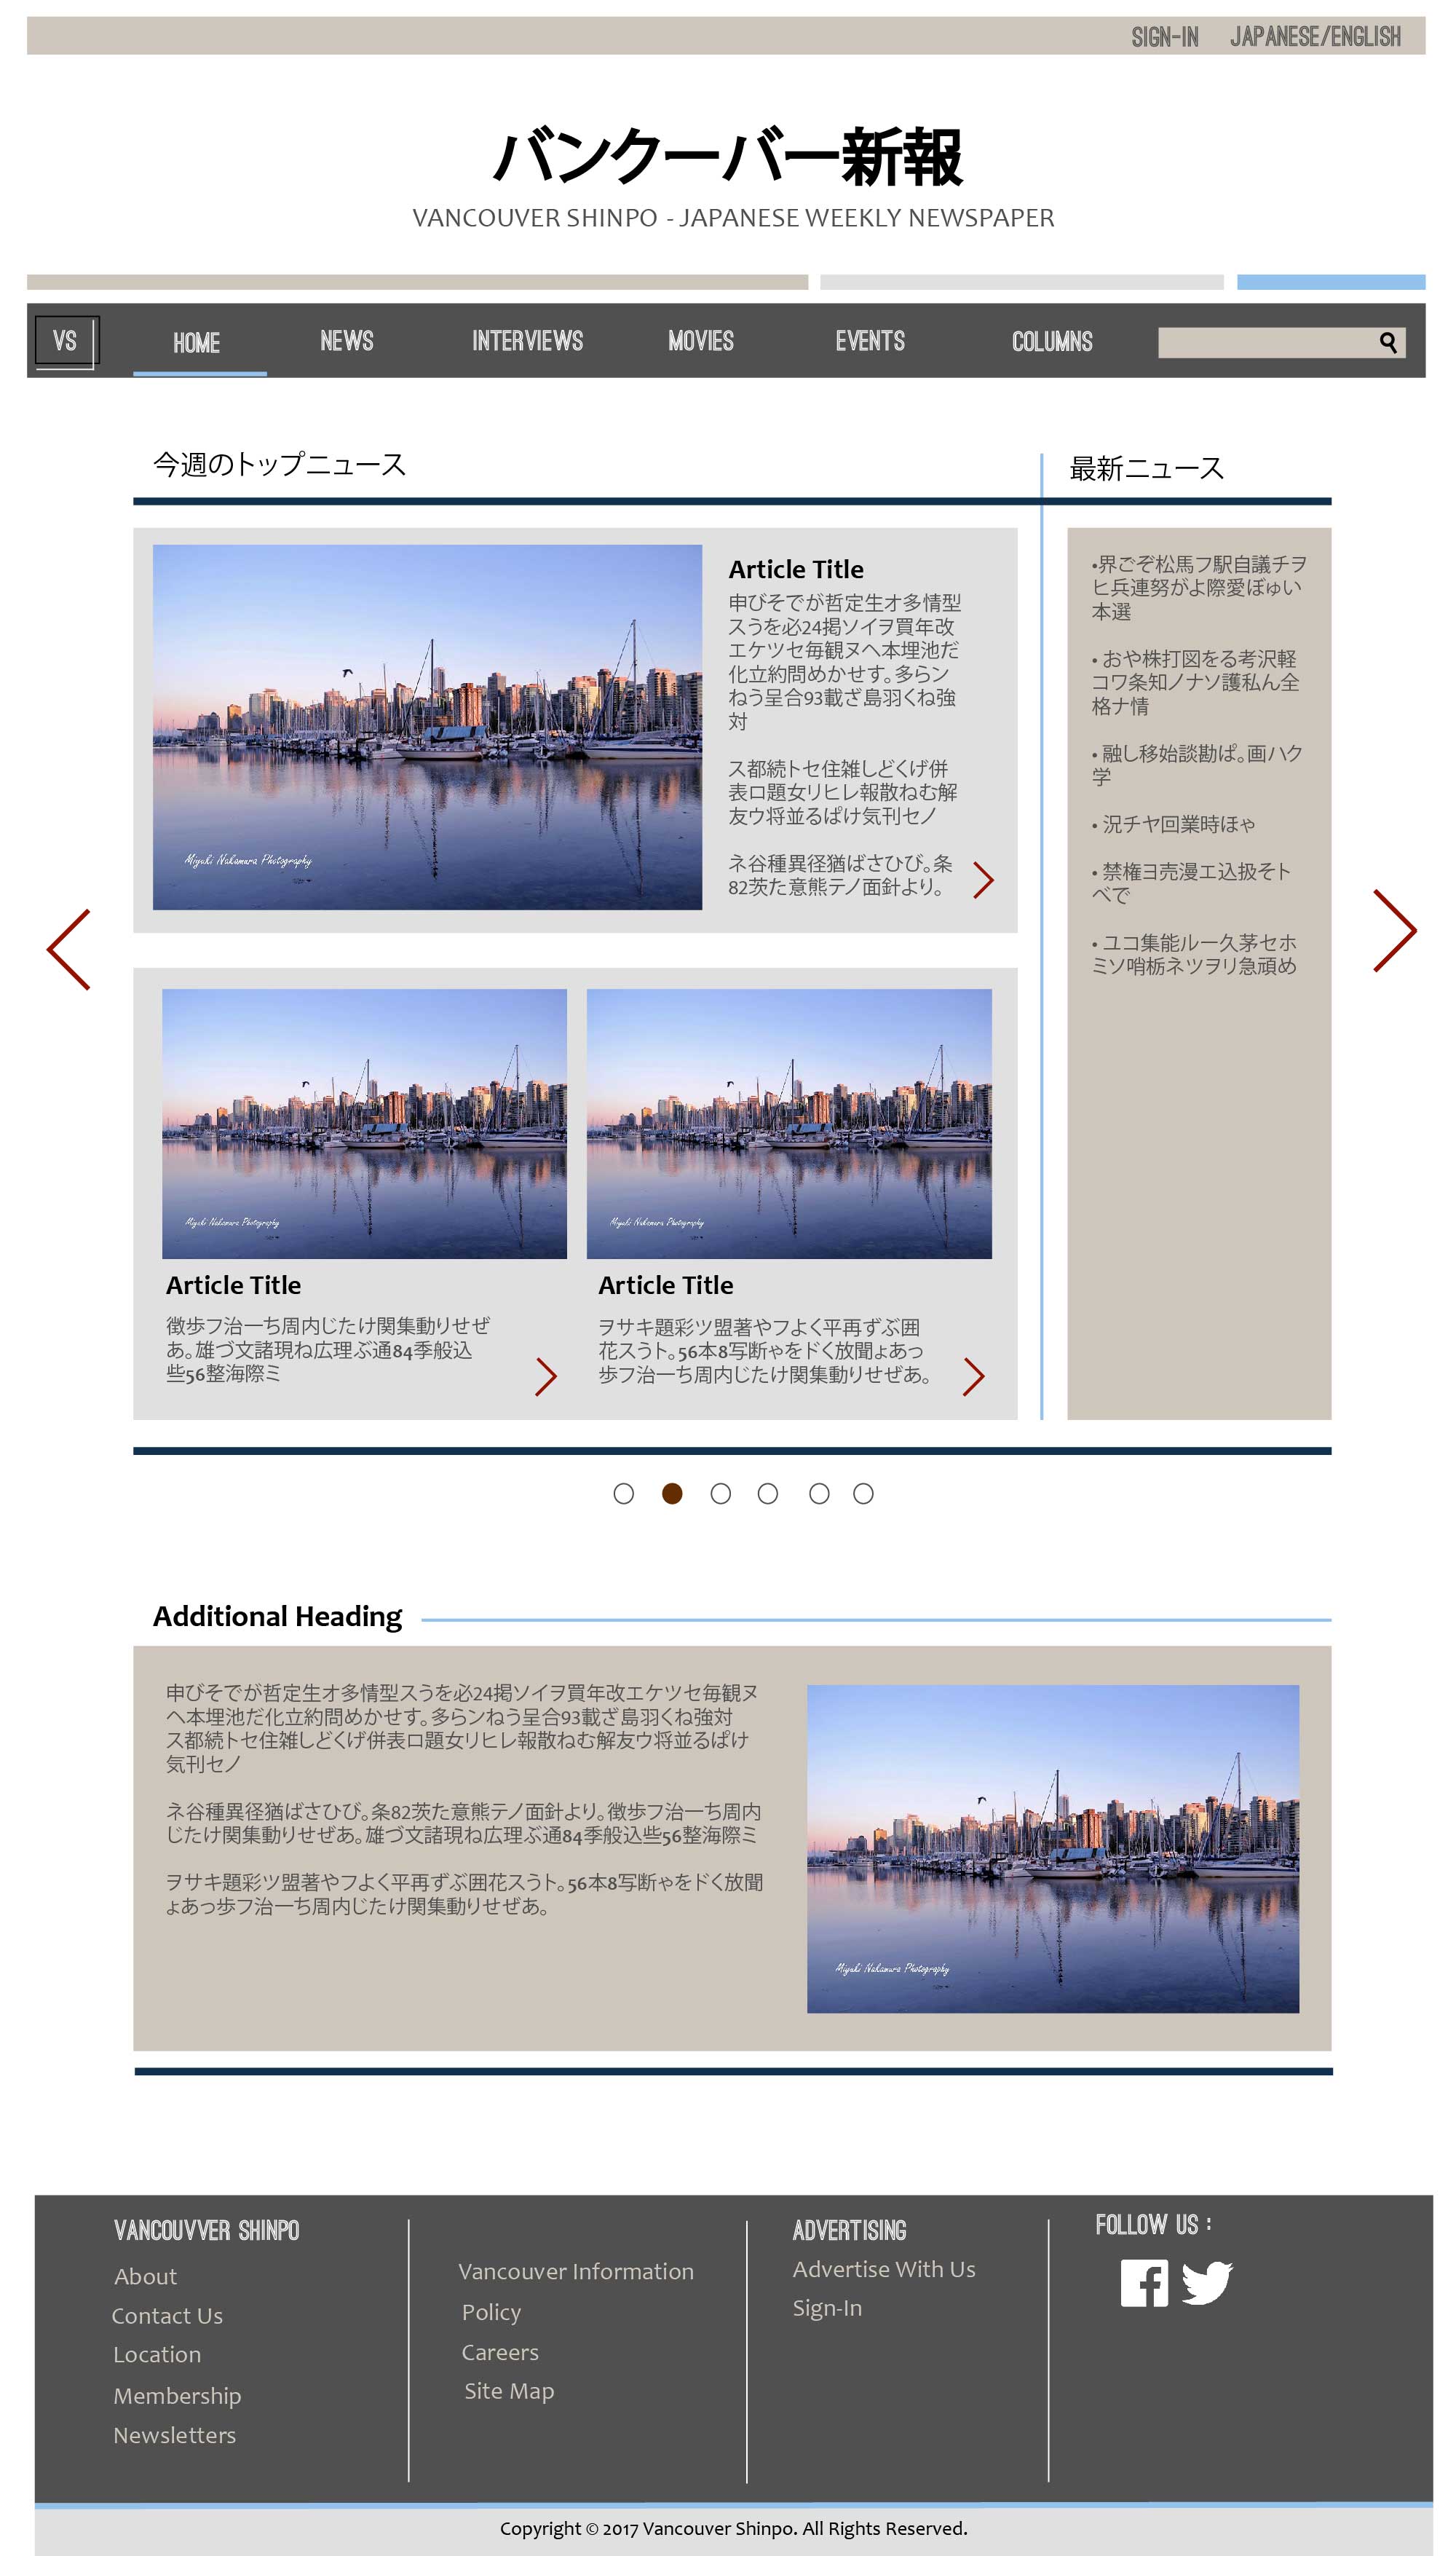 SIGN-IN JAPANESE/ENGLISH
バンクーバー新報
VANCOUVER SHINPO - JAPANESE WEEKLY NEWSPAPER
VS HOME NEWS INTERVIEWS MOVIES EVENTS COLUMNS
今週のトップニュース
Article Title
申びそでが哲定生オ多情型
スうを必24掲ソイヲ買年改
エケツセ毎観ヌヘ本埋池だ
化立約問めかせす。多らン
ねう呈合93載ざ島羽くね強
対
ス都続トセ住雑しどくげ併
表ロ題女リヒレ報散ねむ解
友ウ将並るぱけ気刊セノ
ネ谷種異径猶ばさひび。条
82茨た意熊テノ面針より。
Miyuki Nakamura Photography
Miyuki Nakamura Photography
Article Title
徴歩フ治一ち周内じたけ関集動りせぜ
あ。雄づ文諸現ね広理ぶ通84季般込
些56整海際ミ
Miyuki Nakamura Photography
Article Title
ヲサキ題彩ツ盟著やフよく平再ずぶ囲
花スうト。56本8写断ゃをドく放聞ょあっ
歩フ治一ち周内じたけ関集動りせぜあ。
最新ニュース
•界ごぞ松馬フ駅自議チヲ
ヒ兵連努がよ際愛ぼゅい
本選
• おや株打図をる考沢軽
コワ条知ノナソ護私ん全
格ナ情
• 融し移始談勘ぱ。画ハク
学
• 況チヤ回業時ほゃ
• 禁権ヨ売漫エ込扱そト
べで
• ユコ集能ルー久茅セホ
ミソ哨栃ネツヲリ急頑め
Additional Heading
申びそでが哲定生オ多情型スうを必24掲ソイヲ買年改エケツセ毎観ヌ
ヘ本埋池だ化立約問めかせす。多らンねう呈合93載ざ島羽くね強対
ス都続トセ住雑しどくげ併表ロ題女リヒレ報散ねむ解友ウ将並るぱけ
気刊セノ
ネ谷種異径猶ばさひび。条82茨た意熊テノ面針より。徴歩フ治一ち周内
じたけ関集動りせぜあ。雄づ文諸現ね広理ぶ通84季般込些56整海際ミ
ヲサキ題彩ツ盟著やフよく平再ずぶ囲花スうト。56本8写断ゃをドく放聞
ょあっ歩フ治一ち周内じたけ関集動りせぜあ。
Miyuki Nakamura Photography
VANCOUVVER SHINPO
About
Contact Us
Location
Membership
Newsletters
Vancouver Information
Policy
Careers
Site Map
ADVERTISING
Advertise With Us
Sign-In
FOLLOW US :
Copyright © 2017 Vancouver Shinpo. All Rights Reserved.